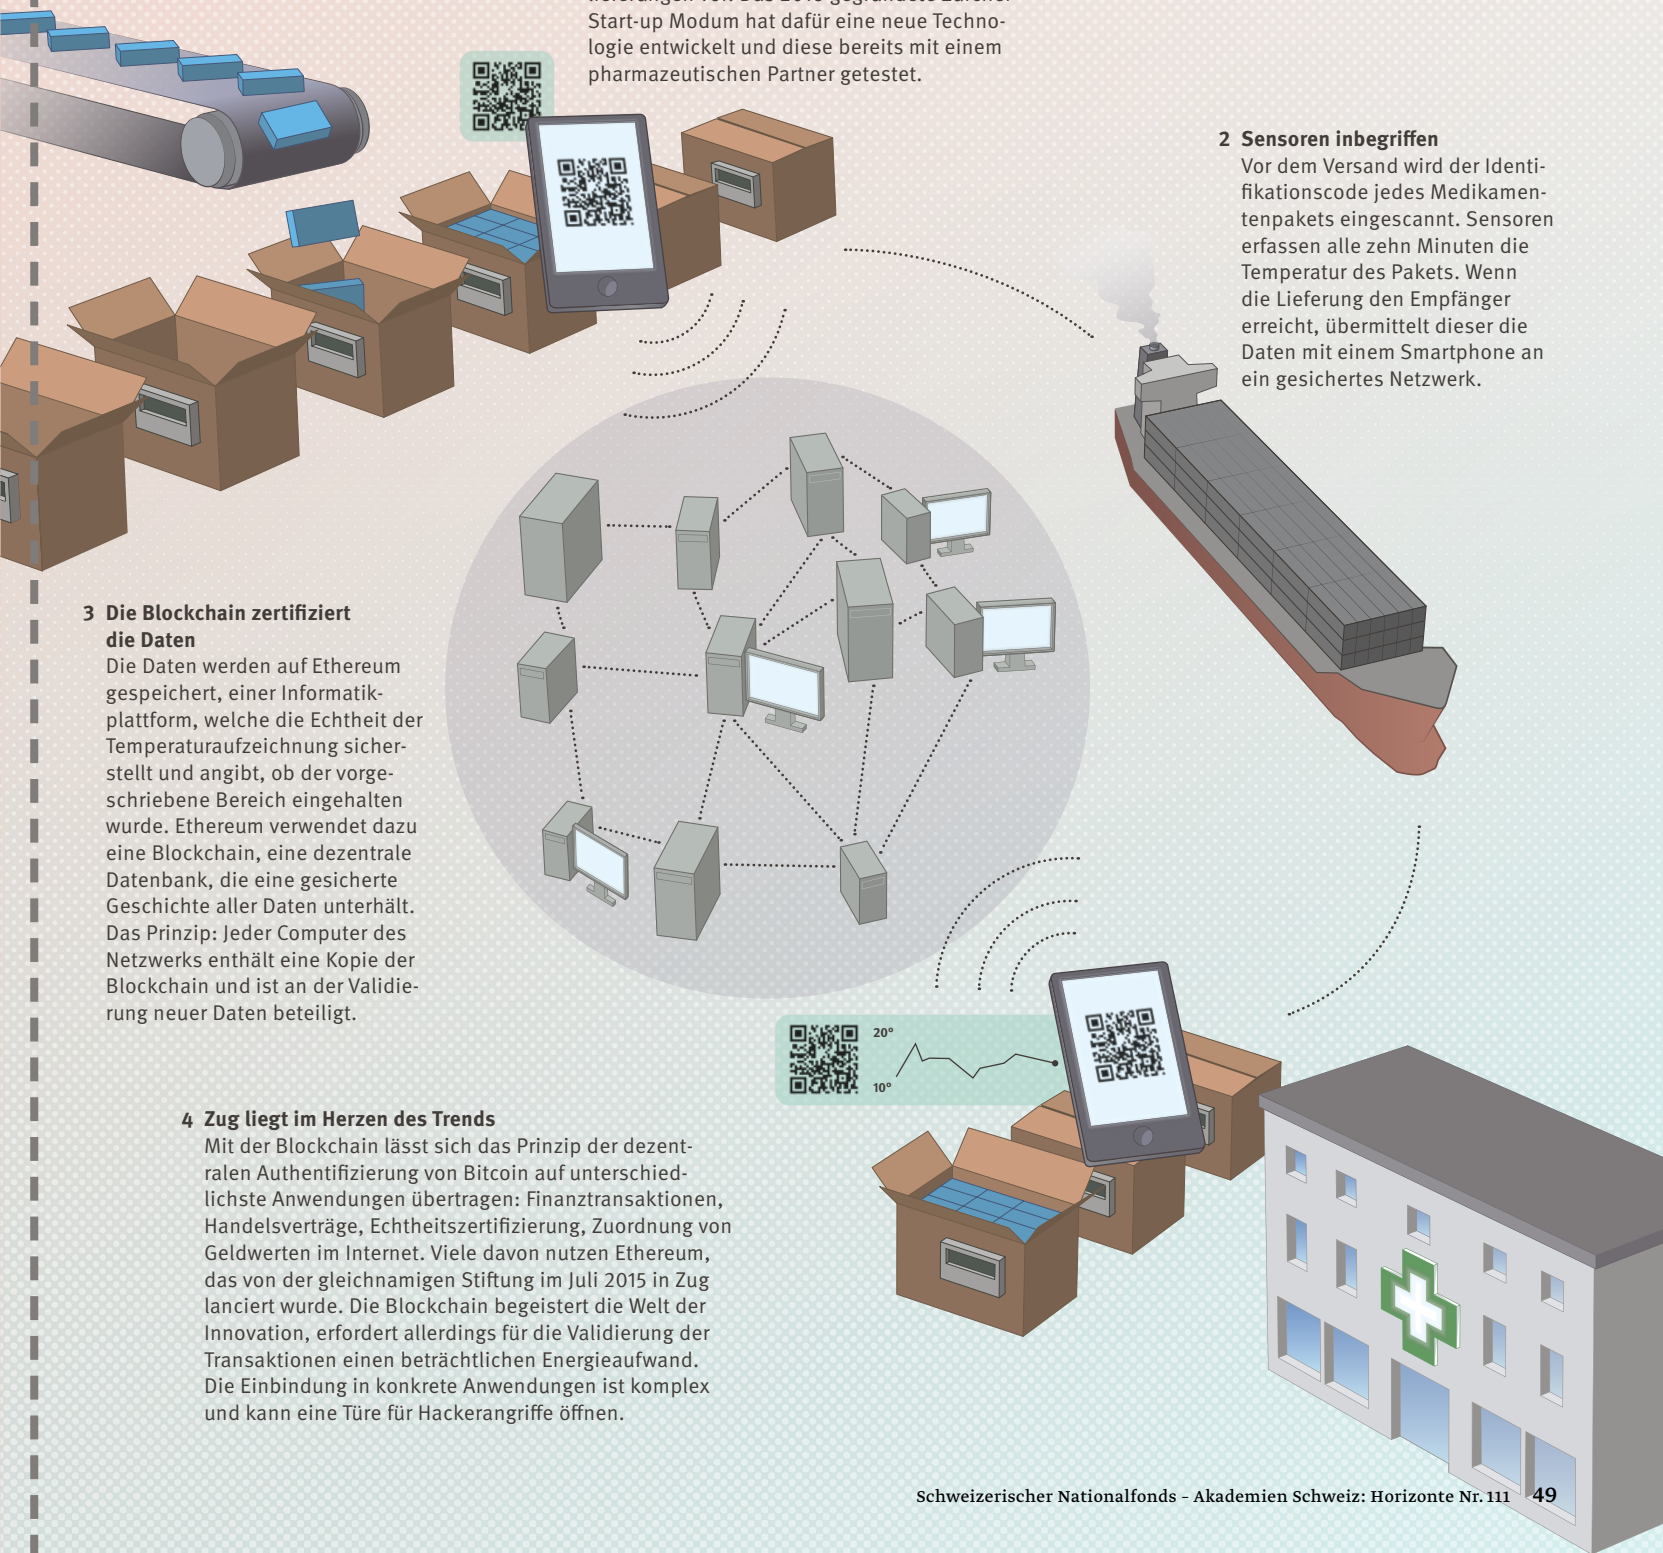 Start-up Modum hat dafür eine neue Techno-
logie entwickelt und diese bereits mit einem
pharmazeutischen Partner getestet.
2 Sensoren inbegriffen
Vor dem Versand wird der Identi-
fikationscode jedes Medikamen-
tenpakets eingescannt. Sensoren
erfassen alle zehn Minuten die
Temperatur des Pakets. Wenn
die Lieferung den Empfänger
erreicht, übermittelt dieser die
Daten mit einem Smartphone an
ein gesichertes Netzwerk.
3 Die Blockchain zertifiziert
die Daten
Die Daten werden auf Ethereum
gespeichert, einer Informatik-
plattform, welche die Echtheit der
Temperaturaufzeichnung sicher-
stellt und angibt, ob der vorge-
schriebene Bereich eingehalten
wurde. Ethereum verwendet dazu
eine Blockchain, eine dezentrale
Datenbank, die eine gesicherte
Geschichte aller Daten unterhält.
Das Prinzip: Jeder Computer des
Netzwerks enthält eine Kopie der
Blockchain und ist an der Validie-
rung neuer Daten beteiligt.
20°
10°
4 Zug liegt im Herzen des Trends
Mit der Blockchain lässt sich das Prinzip der dezent-
ralen Authentifizierung von Bitcoin auf unterschied-
lichste Anwendungen übertragen: Finanztransaktionen,
Handelsverträge, Echtheitszertifizierung, Zuordnung von
Geldwerten im Internet. Viele davon nutzen Ethereum,
das von der gleichnamigen Stiftung im Juli 2015 in Zug
lanciert wurde. Die Blockchain begeistert die Welt der
Innovation, erfordert allerdings für die Validierung der
Transaktionen einen beträchtlichen Energieaufwand.
Die Einbindung in konkrete Anwendungen ist komplex
und kann eine Türe für Hackerangriffe öffnen.
Schweizerischer Nationalfonds – Akademien Schweiz: Horizonte Nr. 111 49